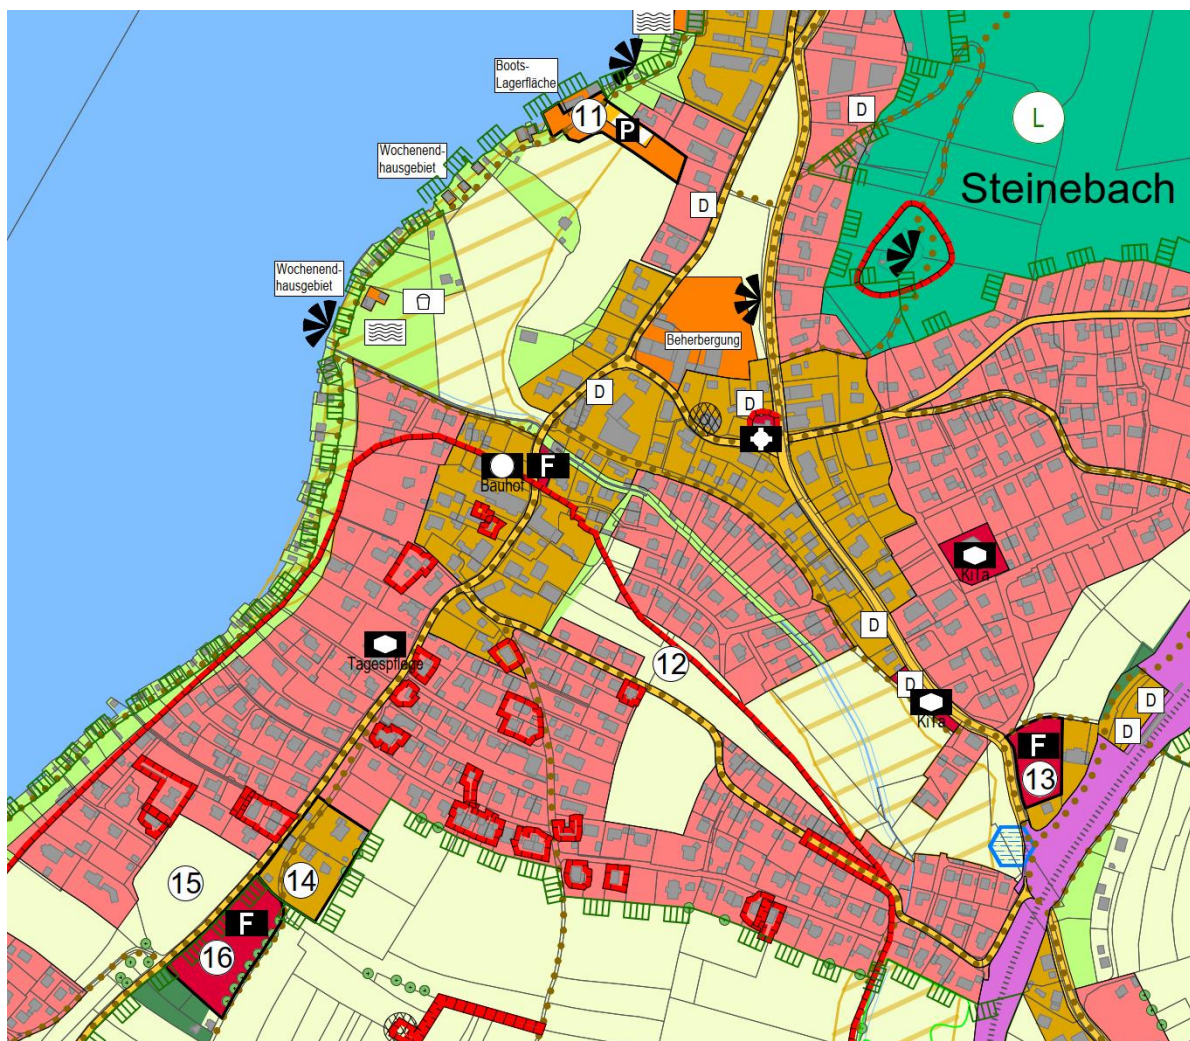 Boots-
Lagerfläche
11
P
D
L
Steinebach
Wochenend-
hausgebiet
D
Wochenend-
hausgebiet
Beherbergung
D
D
F
Bauhof
KiTa
Tagespflege
12
D
D
KiTa
D
D
F
13
15
14
F
16